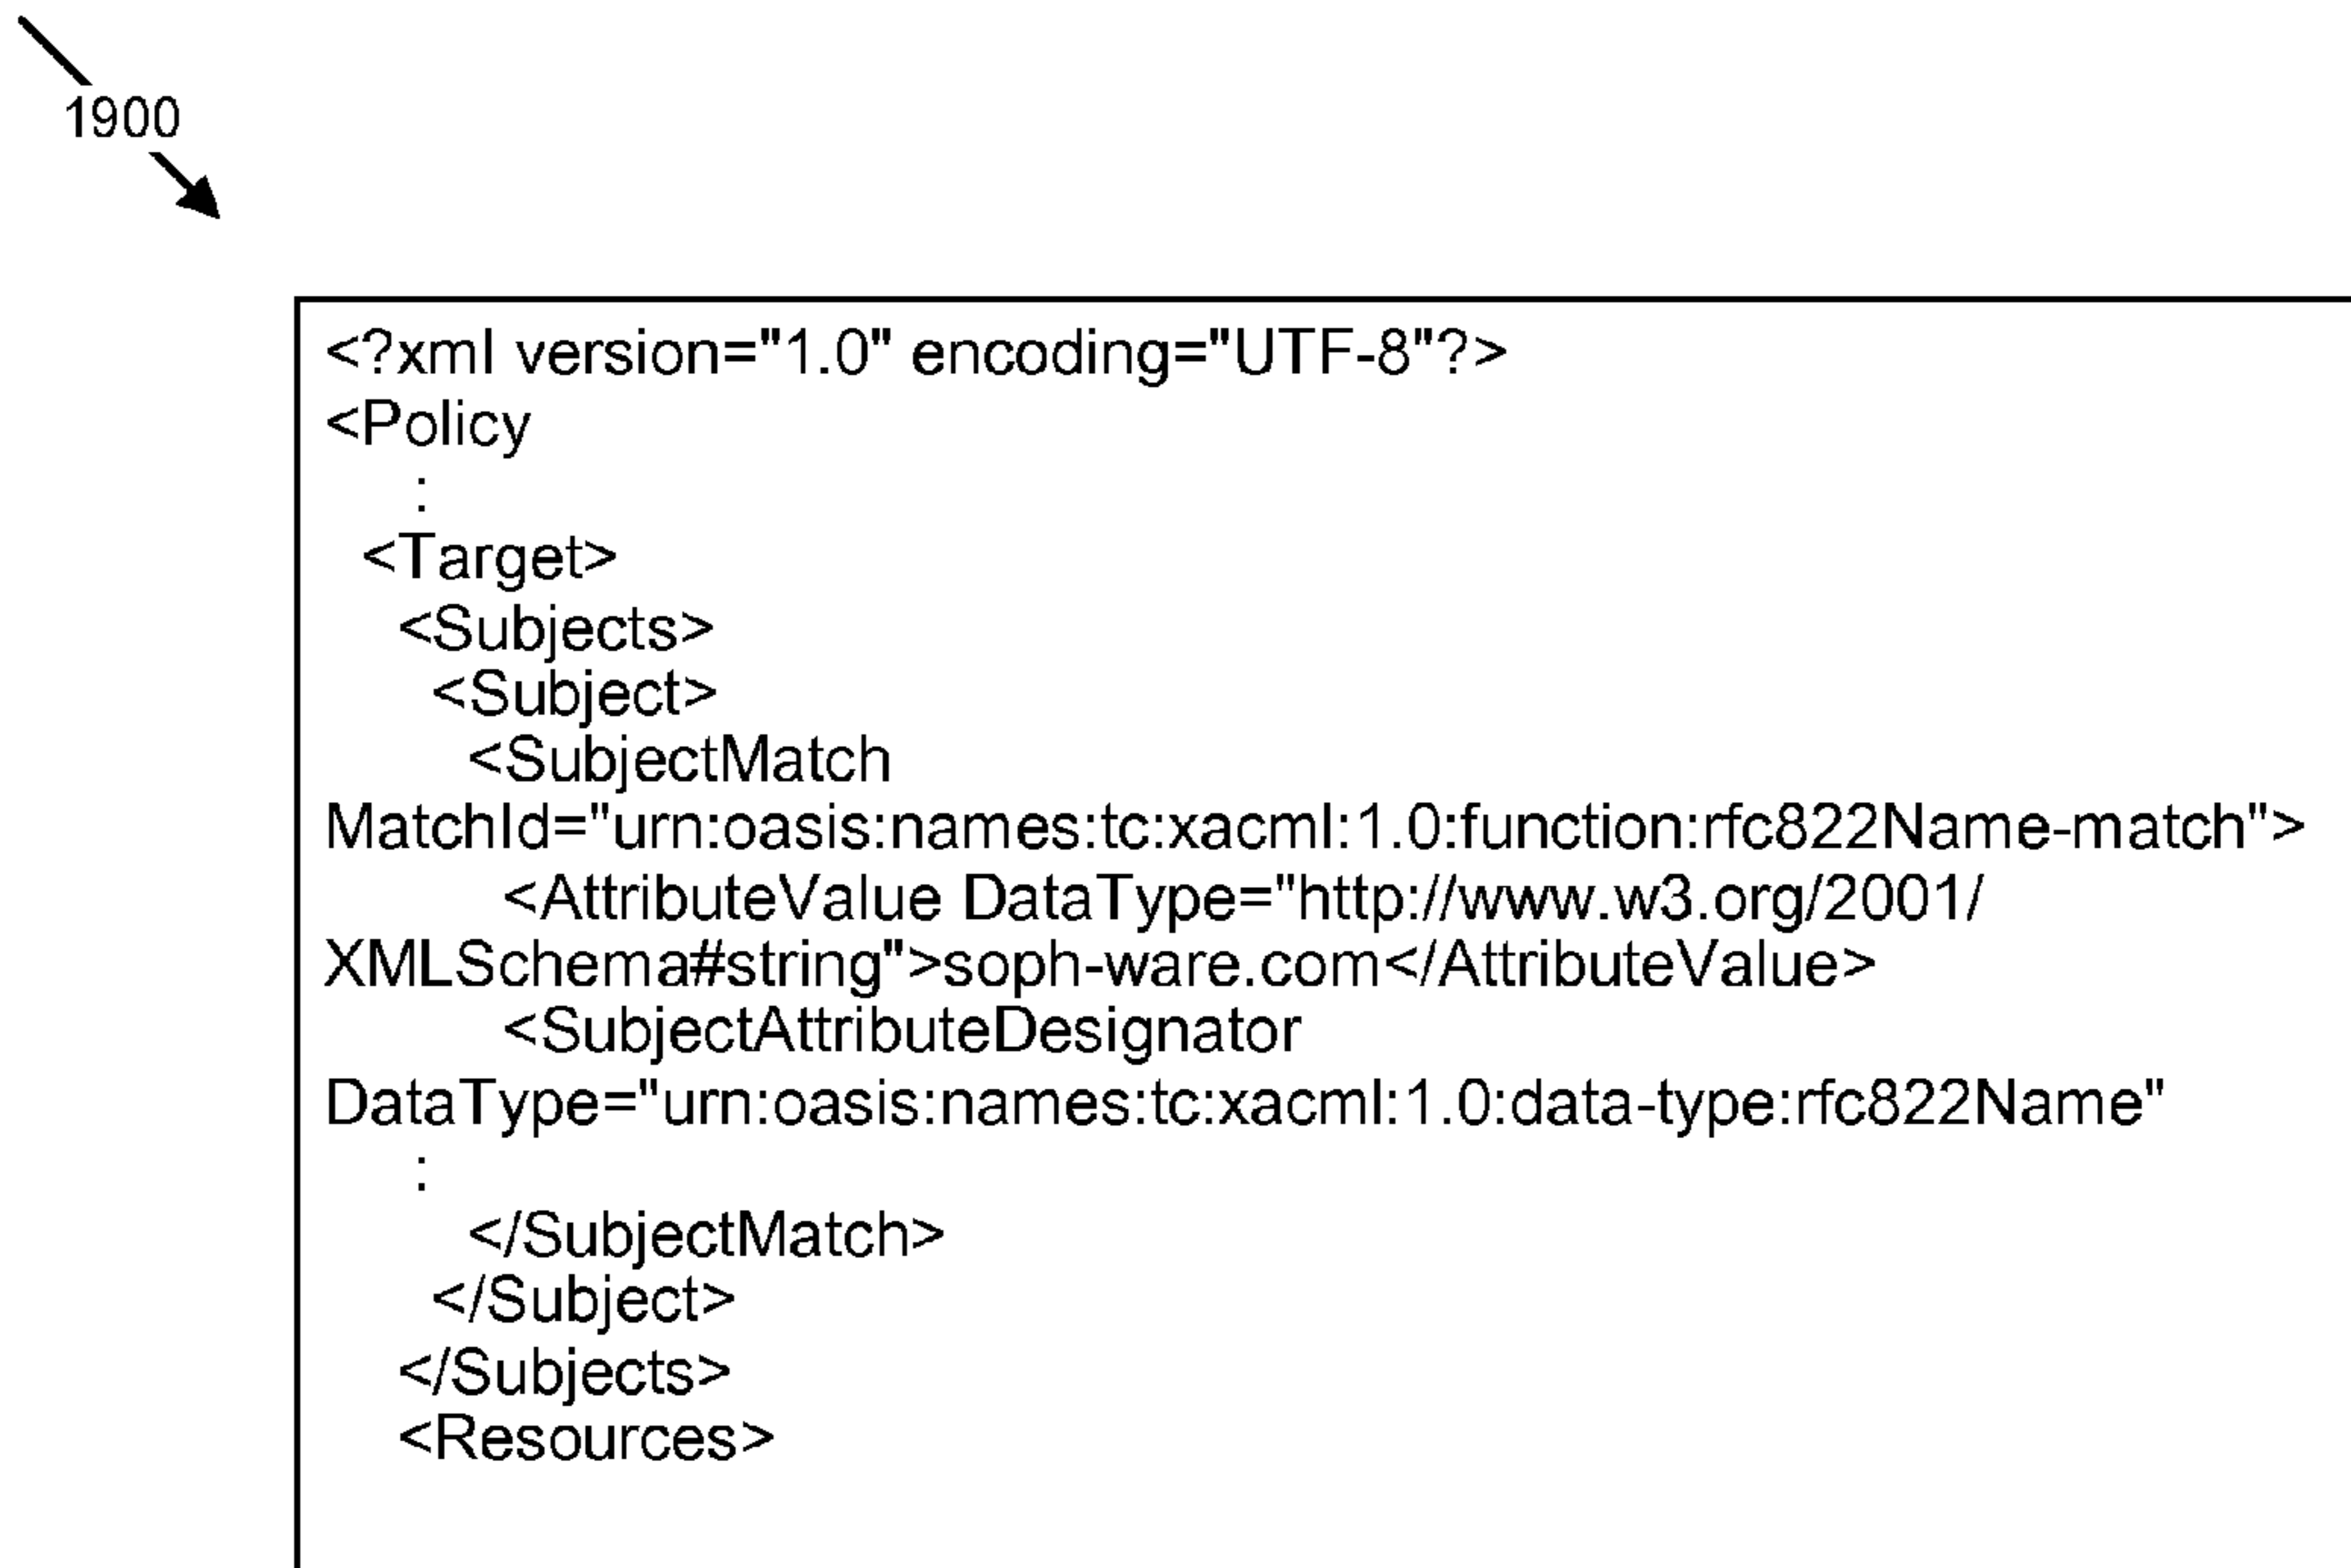 1900
<?xml version="1.0" encoding="UTF-8"?>
<Policy
:
<Target>
<Subjects>
<Subject>
<SubjectMatch
MatchId="urn:oasis:names:tc:xacml:1.0:function:rfc822Name-match">
<AttributeValue DataType="http://www.w3.org/2001/
XMLSchema#string">soph-ware.com</AttributeValue>
<SubjectAttributeDesignator
DataType="urn:oasis:names:tc:xacml:1.0:data-type:rfc822Name"
:
</SubjectMatch>
</Subject>
</Subjects>
<Resources>